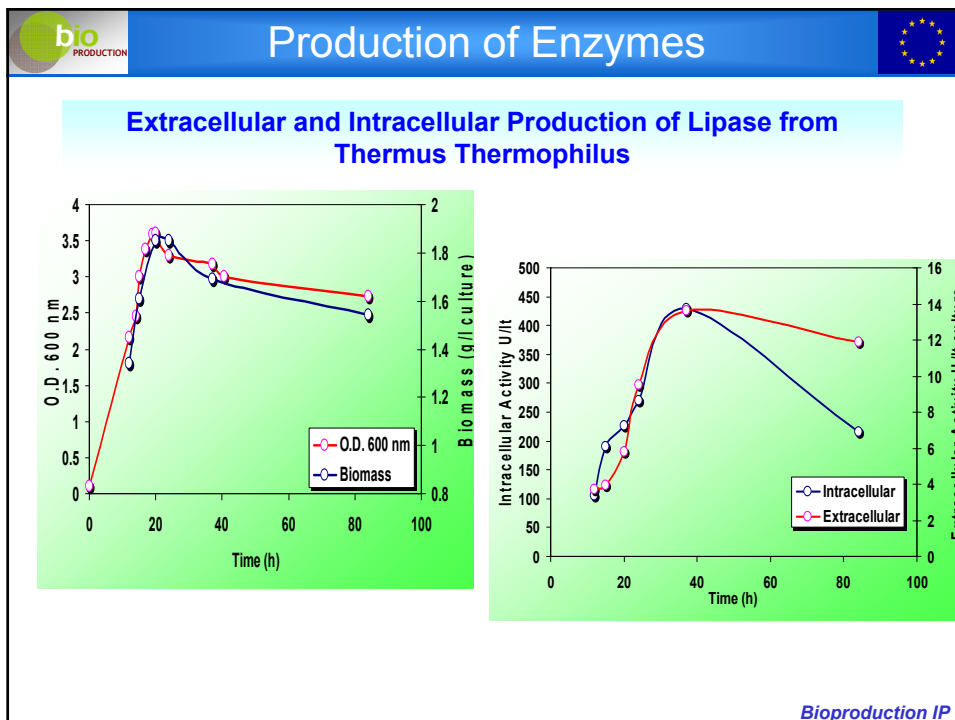 bio
PRODUCTION
Production of Enzymes
Extracellular and Intracellular Production of Lipase from
Thermus Thermophilus
4
3.5
3
2.5
2
1.5
1
0.5
0
O.D. 600 nm
2
1.8
1.6
1.4
1.2
1
0.8
Biomass (g/l culture)
O.D. 600 nm
Biomass
0 20 40 60 80 100
Time (h)
500
450
400
350
300
250
200
150
100
50
0
Intracellular Activity U/lt
16
14
12
10
8
6
4
2
0
Intracellular
Extracellular
0 20 40 60 80 100
Time (h)
Bioproduction IP